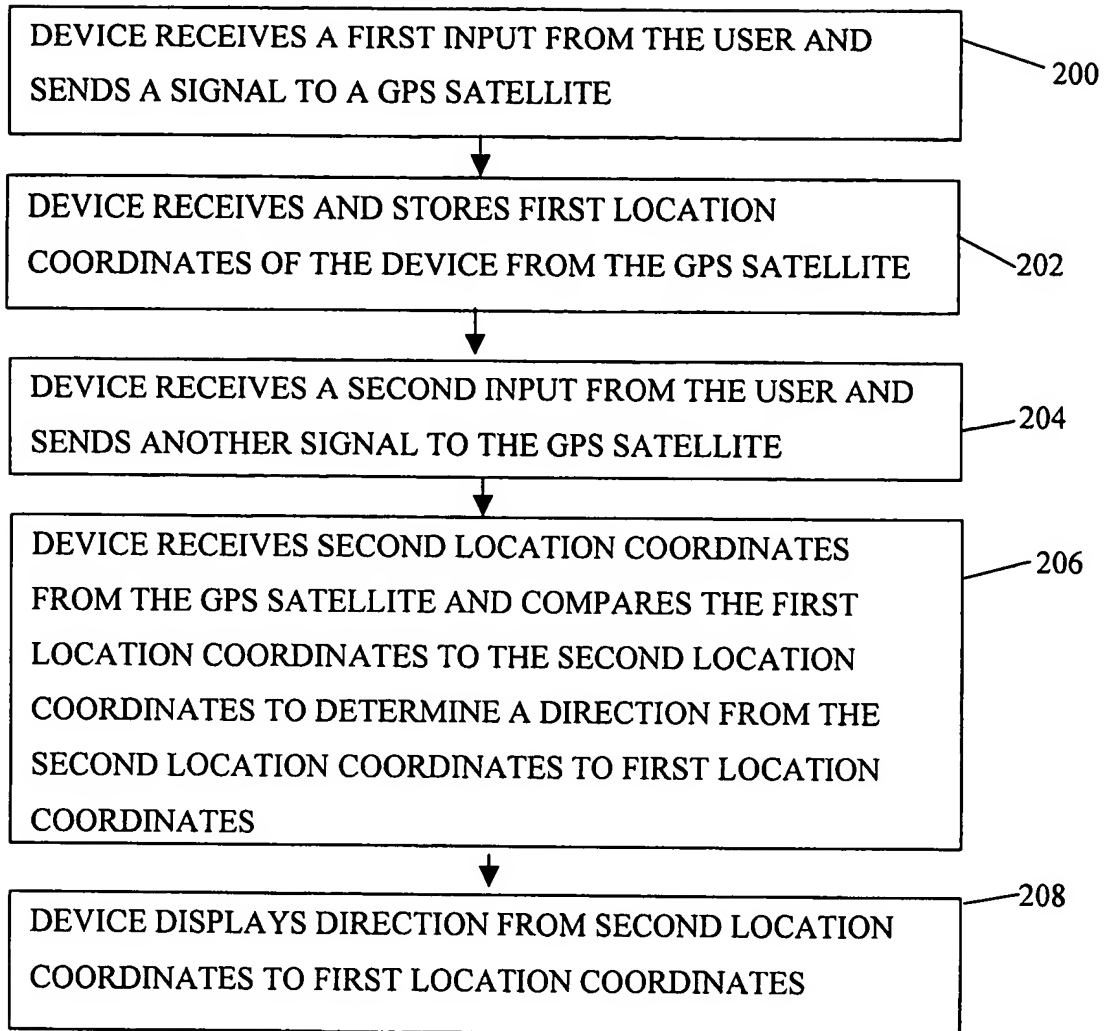 DEVICE RECEIVES A FIRST INPUT FROM THE USER AND
SENDS A SIGNAL TO A GPS SATELLITE
200
DEVICE RECEIVES AND STORES FIRST LOCATION
COORDINATES OF THE DEVICE FROM THE GPS SATELLITE
202
DEVICE RECEIVES A SECOND INPUT FROM THE USER AND
SENDS ANOTHER SIGNAL TO THE GPS SATELLITE
204
DEVICE RECEIVES SECOND LOCATION COORDINATES
FROM THE GPS SATELLITE AND COMPARES THE FIRST
LOCATION COORDINATES TO THE SECOND LOCATION
COORDINATES TO DETERMINE A DIRECTION FROM THE
SECOND LOCATION COORDINATES TO FIRST LOCATION
COORDINATES
206
DEVICE DISPLAYS DIRECTION FROM SECOND LOCATION
COORDINATES TO FIRST LOCATION COORDINATES
208